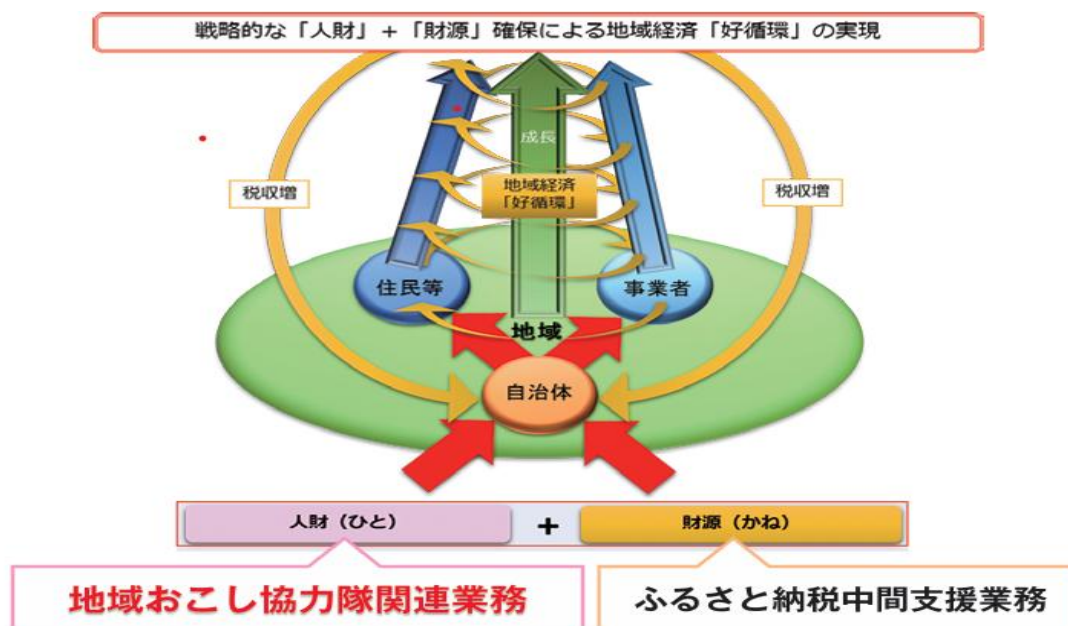 戦略的な「人財」+「財源」確保による地域経済「好循環」の実現
成長
税収増
税収増
地域経済
「好循環」
住民等
事業者
地域
自治体
人財（ひと）
+
財源（かね）
地域おこし協力隊関連業務
ふるさと納税中間支援業務